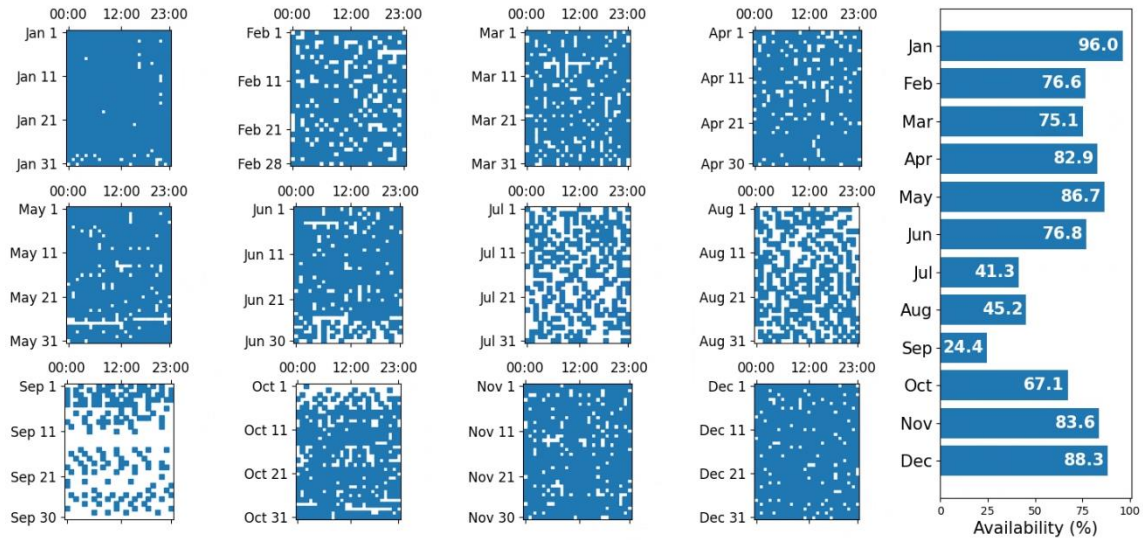 00:00 12:00 23:00
Jan 1
Jan 11
Jan 21
Jan 31
00:00 12:00 23:00
Feb 1
Feb 11
Feb 21
Feb 28
00:00 12:00 23:00
Mar 1
Mar 11
Mar 21
Mar 31
00:00 12:00 23:00
Apr 1
Apr 11
Apr 21
Apr 30
00:00 12:00 23:00
May 1
May 11
May 21
May 31
00:00 12:00 23:00
Jun 1
Jun 11
Jun 21
Jun 30
00:00 12:00 23:00
Jul 1
Jul 11
Jul 21
Jul 31
00:00 12:00 23:00
Aug 1
Aug 11
Aug 21
Aug 31
00:00 12:00 23:00
Sep 1
Sep 11
Sep 21
Sep 30
00:00 12:00 23:00
Oct 1
Oct 11
Oct 21
Oct 31
00:00 12:00 23:00
Nov 1
Nov 11
Nov 21
Nov 30
00:00 12:00 23:00
Dec 1
Dec 11
Dec 21
Dec 31
Jan 96.0
Feb 76.6
Mar 75.1
Apr 82.9
May 86.7
Jun 76.8
Jul 41.3
Aug 45.2
Sep 24.4
Oct 67.1
Nov 83.6
Dec 88.3
0 25 50 75 100
Availability (%)